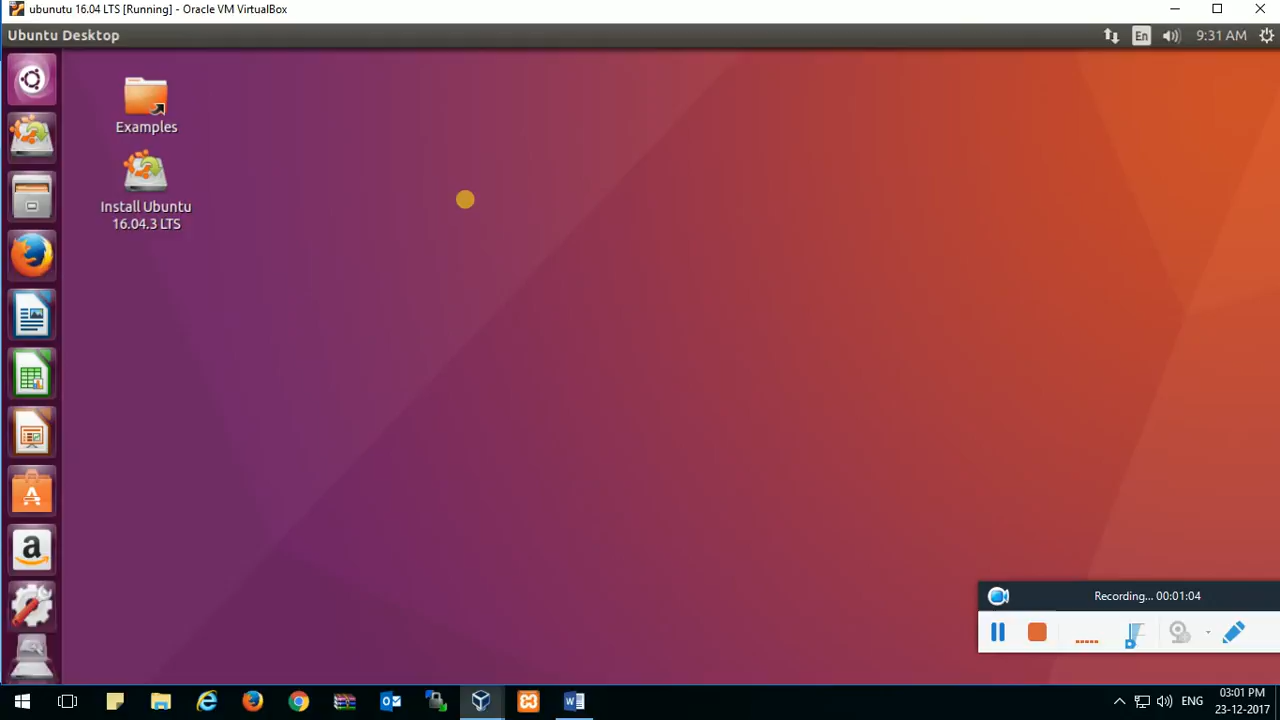 ubunutu 16.04 LTS [Running] - Oracle VM VirtualBox
Ubuntu Desktop
En
9:31 AM
Examples
Install Ubuntu
16.04.3 LTS
Recording... 00:01:04
ENG
03:01 PM
23-12-2017